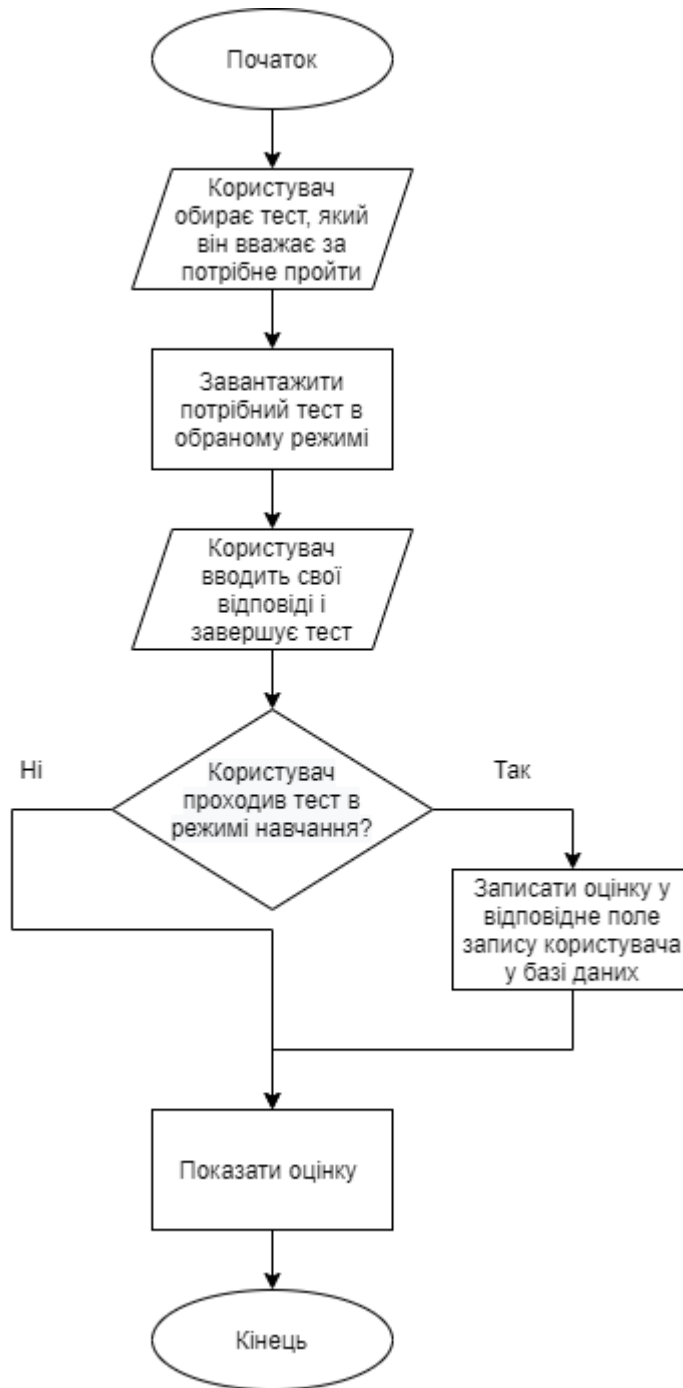 Початок
Користувач
обирає тест, який
він вважає за
потрібне пройти
Завантажити
потрібний тест в
обраному режимі
Користувач
вводить свої
відповіді і
завершує тест
Ні
Користувач
проходив тест в
режимі навчання?
Так
Записати оцінку у
відповідне поле
запису користувача
у базі даних
Показати оцінку
Кінець